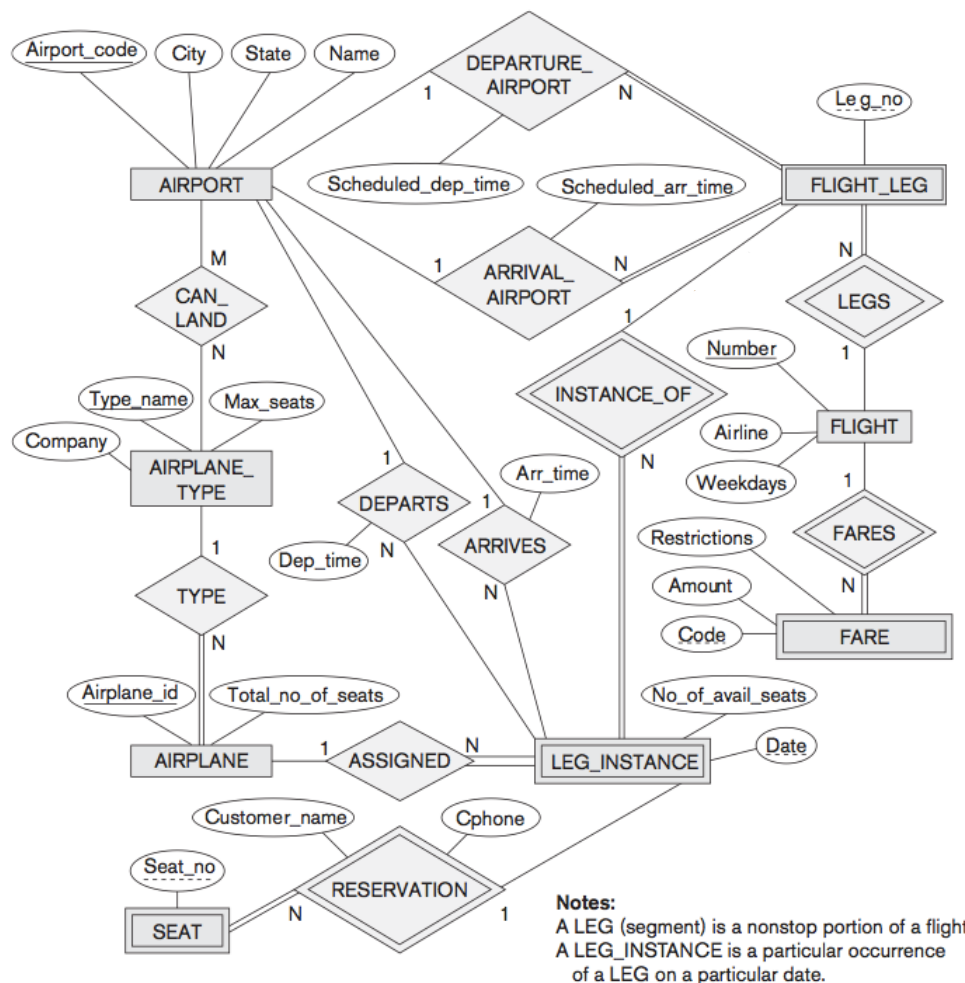 Airport_code
City
State
Name
DEPARTURE_
AIRPORT
1
N
Leg_no
Scheduled_dep_time
Scheduled_arr_time
AIRPORT
FLIGHT_LEG
M
1
ARRIVAL_
AIRPORT
N
N
CAN_
LAND
LEGS
N
1
1
Number
INSTANCE_OF
Type_name
Max_seats
Company
Airline
FLIGHT
N
AIRPLANE_
TYPE
1
Arr_time
Weekdays
1
DEPARTS
1
ARRIVES
Restrictions
FARES
1
N
Dep_time
TYPE
N
Amount
N
N
Code
FARE
Airplane_id
Total_no_of_seats
No_of_avail_seats
AIRPLANE
1
ASSIGNED
N
LEG_INSTANCE
Date
Customer_name
Cphone
Seat_no
RESERVATION
SEAT
N
1
Notes:
A LEG (segment) is a nonstop portion of a flight
A LEG_INSTANCE is a particular occurrence
of a LEG on a particular date.